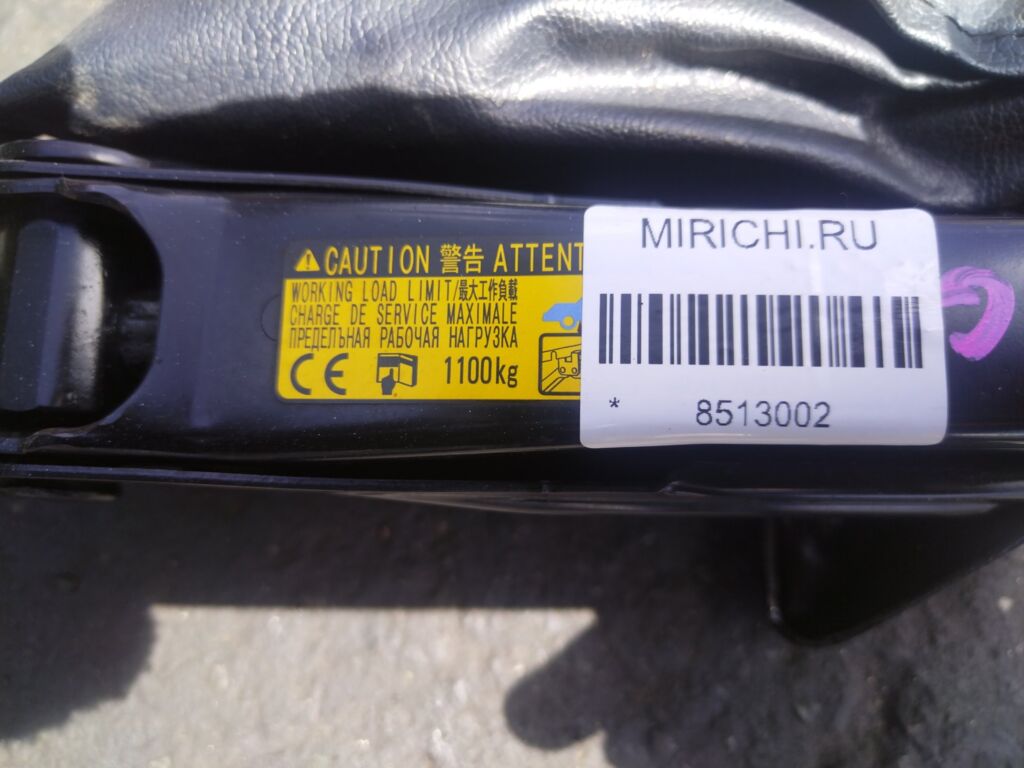 CAUTION 警告 ATTENT
WORKING LOAD LIMIT/最大工作負載
CHARGE DE SERVICE MAXIMALE
ПРЕДЕЛЪНАЯ РАБОЧАЯ НАГРУЗКА
CE 1100kg
MIRICHI.RU
* 8513002